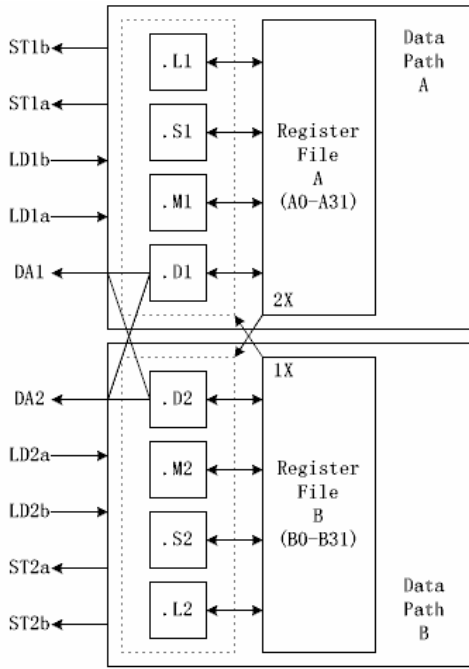 ST1b
ST1a
LD1b
LD1a
DA1
.L1
.S1
.M1
.D1
Register
File
A
(A0-A31)
2X
Data
Path
A
DA2
LD2a
LD2b
ST2a
ST2b
.D2
.M2
.S2
.L2
1X
Register
File
B
(B0-B31)
Data
Path
B